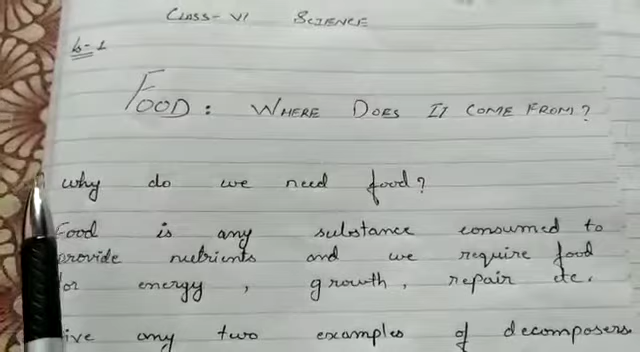 CLASS- VI SCIENCE
L-1
FOOD: WHERE DOES IT COME FROM?
why do we need food?
Food is any substance consumed to
provide nutrients and we require food
for energy, growth, repair etc.
ive any two examples of decomposers